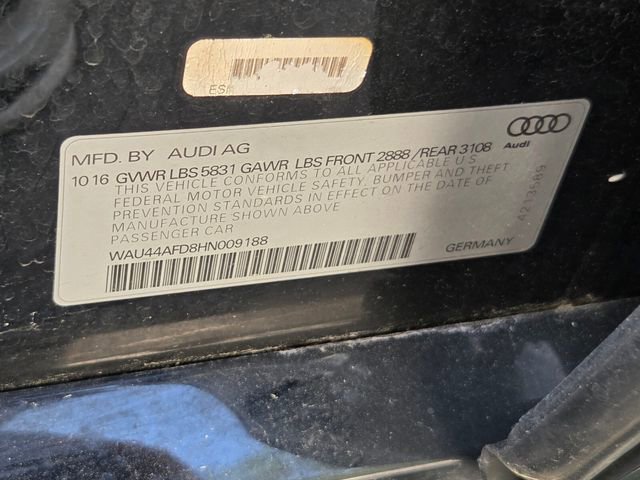 ES
MFD. BY AUDI AG
Audi
10 16 GVWR LBS 5831 GAWR LBS FRONT 2888 / REAR 3108
THIS VEHICLE CONFORMS TO ALL APPLICABLE U S
FEDERAL MOTOR VEHICLE SAFETY, BUMPER AND THEFT
PREVENTION STANDARDS IN EFFECT ON THE DATE OF
MANUFACTURE SHOWN ABOVE
PASSENGER CAR
WAU44AFD8HN009188
GERMANY
A213589